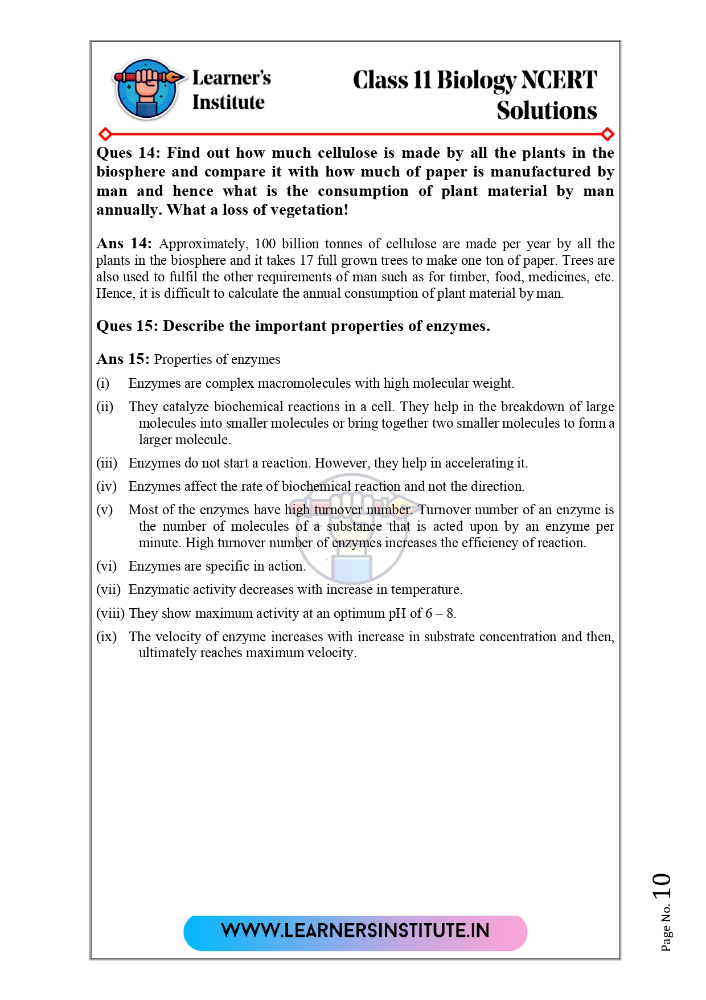 Learner's
Institute
Class 11 Biology NCERT
Solutions
Ques 14: Find out how much cellulose is made by all the plants in the
biosphere and compare it with how much of paper is manufactured by
man and hence what is the consumption of plant material by man
annually. What a loss of vegetation!
Ans 14: Approximately, 100 billion tonnes of cellulose are made per year by all the
plants in the biosphere and it takes 17 full grown trees to make one ton of paper. Trees are
also used to fulfil the other requirements of man such as for timber, food, medicines, etc.
Hence, it is difficult to calculate the annual consumption of plant material by man.
Ques 15: Describe the important properties of enzymes.
Ans 15: Properties of enzymes
(i) Enzymes are complex macromolecules with high molecular weight.
(ii) They catalyze biochemical reactions in a cell. They help in the breakdown of large
molecules into smaller molecules or bring together two smaller molecules to form a
larger molecule.
(iii) Enzymes do not start a reaction. However, they help in accelerating it.
(iv) Enzymes affect the rate of biochemical reaction and not the direction.
(v) Most of the enzymes have high turnover number. Turnover number of an enzyme is
the number of molecules of a substance that is acted upon by an enzyme per
minute. High turnover number of enzymes increases the efficiency of reaction.
(vi) Enzymes are specific in action.
(vii) Enzymatic activity decreases with increase in temperature.
(viii) They show maximum activity at an optimum pH of 6 – 8.
(ix) The velocity of enzyme increases with increase in substrate concentration and then,
ultimately reaches maximum velocity.
Page No. 10
WWW.LEARNERSINSTITUTE.IN